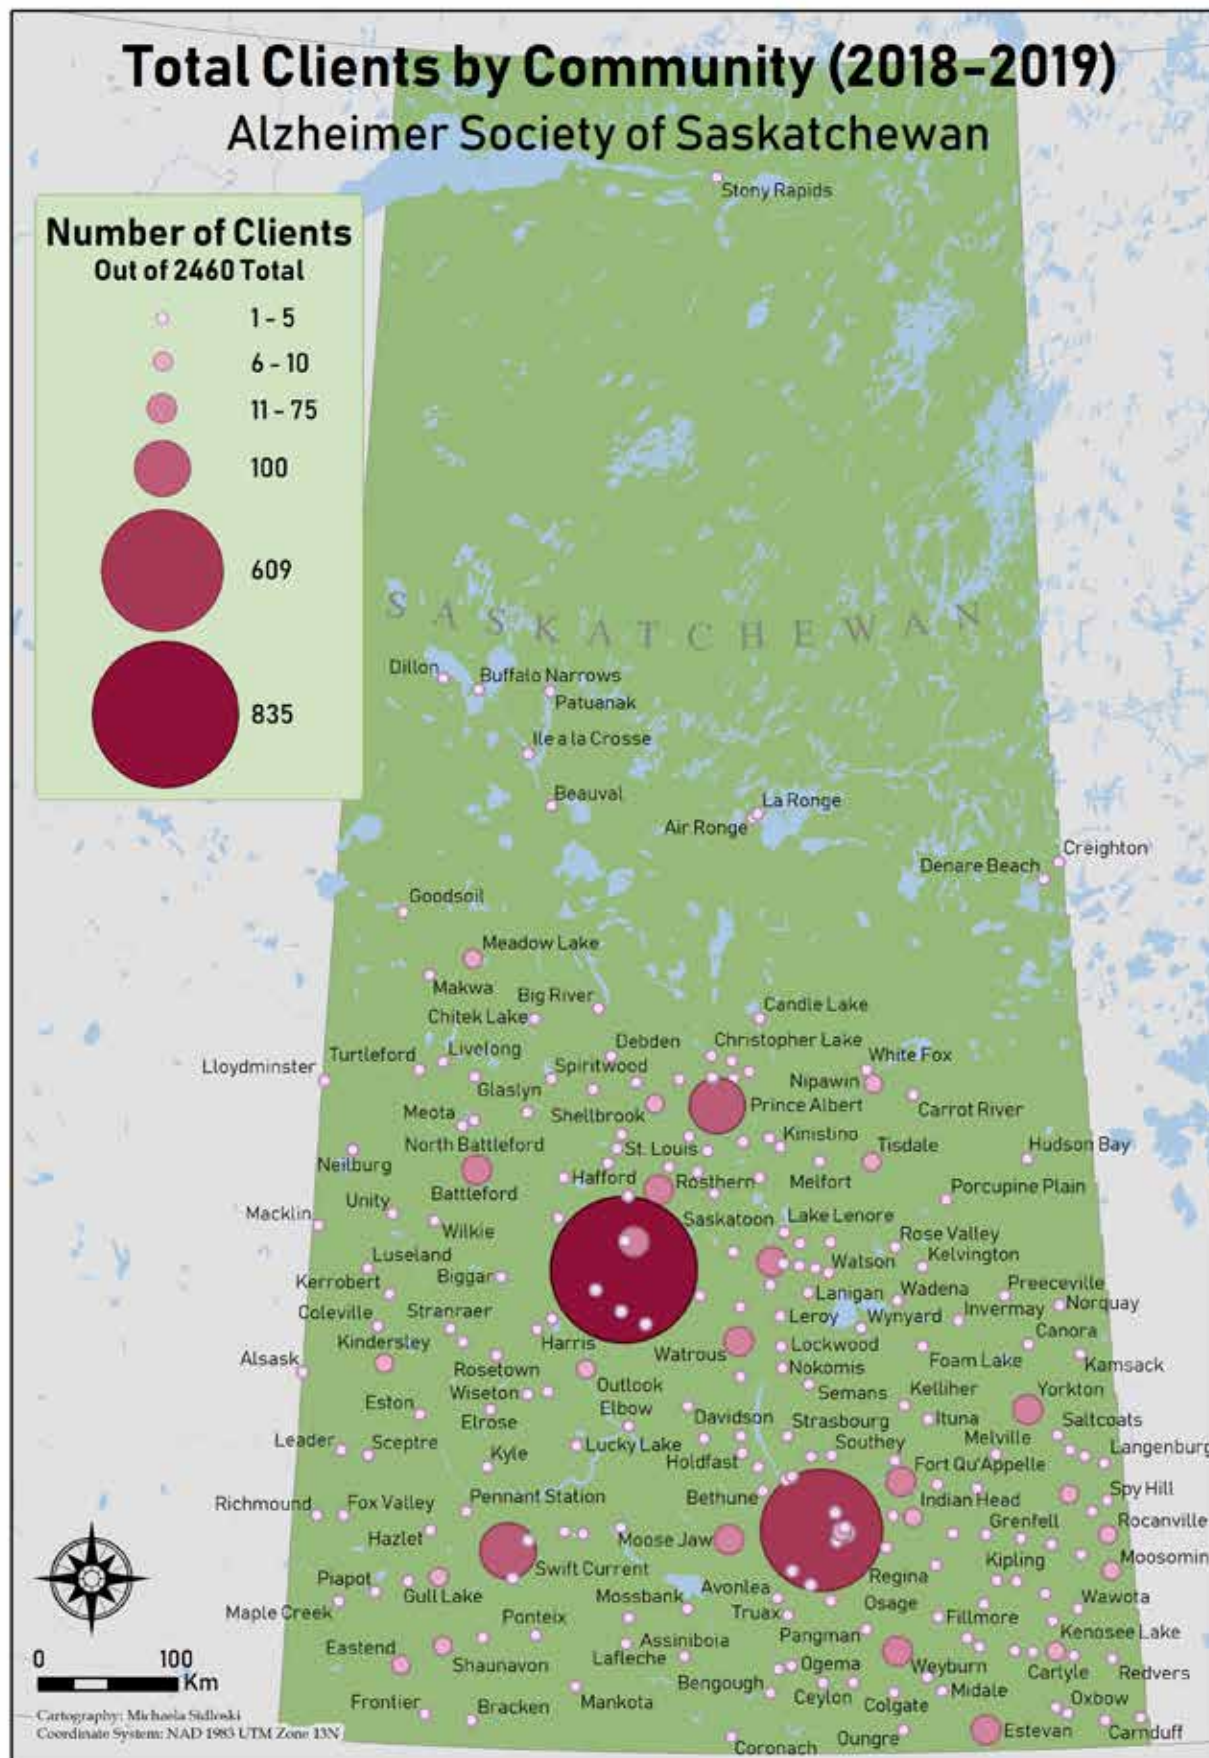 Total Clients by Community (2018-2019)
Alzheimer Society of Saskatchewan
Stony Rapids
Number of Clients
Out of 2460 Total
1 - 5
6 - 10
11 - 75
100
609
835
SASKATCHEWAN
Dillon
Buffalo Narrows
Patuanak
Ile a la Crosse
Beauval
La Ronge
Air Ronge
Creighton
Denare Beach
Goodsoil
Meadow Lake
Makwa
Big River
Candle Lake
Chitek Lake
Debden
Christopher Lake
Livelong
White Fox
Turtleford
Lloydminster
Spiritwood
Nipawin
Glaslyn
Prince Albert
Carrot River
Meota
Shellbrook
Kinistino
North Battleford
St. Louis
Tisdale
Hudson Bay
Neilburg
Hafford
Rosthern
Melfort
Battleford
Porcupine Plain
Unity
Macklin
Wilkie
Saskatoon
Lake Lenore
Rose Valley
Luseland
Watson
Kelvington
Kerrobert
Biggar
Lanigan
Wadena
Preeceville
Norquay
Coleville
Stranraer
Leroy
Wynyard
Invermay
Kindersley
Harris
Watrous
Lockwood
Canora
Alsask
Rosetown
Nokomis
Foam Lake
Kamsack
Outlook
Wiseton
Semans
Kelliher
Yorkton
Eston
Elrose
Elbow
Davidson
Strasbourg
Ituna
Saltcoats
Leader
Sceptre
Lucky Lake
Southey
Melville
Langenburg
Kyle
Holdfast
Fort Qu'Appelle
Richmound
Fox Valley
Pennant Station
Bethune
Indian Head
Spy Hill
Hazlet
Moose Jaw
Grenfell
Rocanville
Swift Current
Regina
Kipling
Moosomin
Piapot
Gull Lake
Mossbank
Avonlea
Osage
Wawota
Maple Creek
Ponteix
Truax
Fillmore
Eastend
Assiniboia
Pangman
Kenosee Lake
Shaunavon
Lafleche
Ogema
Weyburn
Carlyle
Redvers
Bengough
Ceylon
Midale
Frontier
Bracken
Mankota
Colgate
Oxbow
Coronach
Oungre
Estevan
Carnduff
0 100
Km
Cartography: Michaela Sidloski
Coordinate System: NAD 1983 UTM Zone 13N